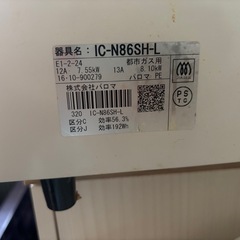 器具名: IC-N86SH-L
E1-2-24 都市ガス用
12A 7.55kW 13A 8.10kW
16・10-900279 パロマ PE
株式会社パロマ
320 IC-N86SH-L
区分C 効率56.3%
区分J 効率192Wh
PS
TG